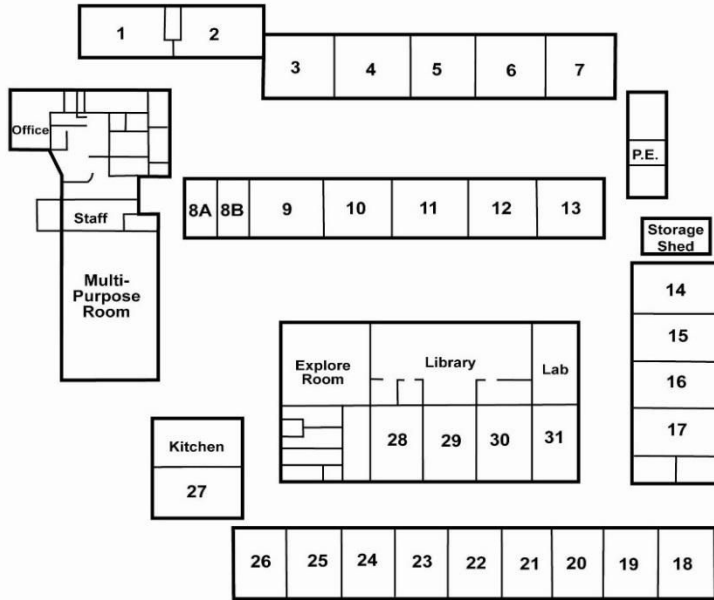 1 2
3 4 5 6 7
Office
P.E.
8A 8B 9 10 11 12 13
Staff
Storage
Shed
Multi-
Purpose
Room
14
15
16
17
Explore
Room
Library
Lab
28 29 30 31
Kitchen
27
26 25 24 23 22 21 20 19 18